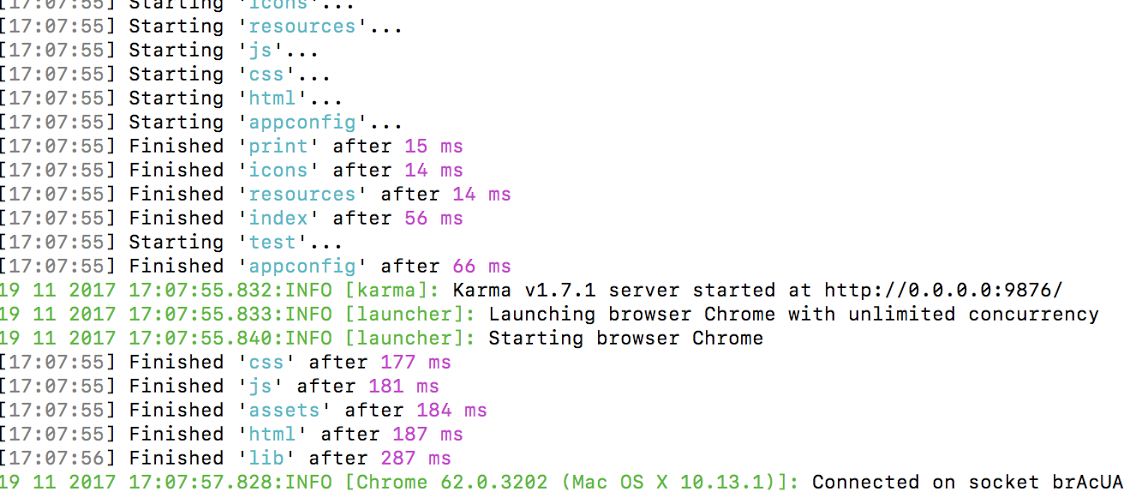 [17:07:55] Starting 'icons'...
[17:07:55] Starting 'resources'...
[17:07:55] Starting 'js'...
[17:07:55] Starting 'css'...
[17:07:55] Starting 'html'...
[17:07:55] Starting 'appconfig'...
[17:07:55] Finished 'print' after 15 ms
[17:07:55] Finished 'icons' after 14 ms
[17:07:55] Finished 'resources' after 14 ms
[17:07:55] Finished 'index' after 56 ms
[17:07:55] Starting 'test'...
[17:07:55] Finished 'appconfig' after 66 ms
19 11 2017 17:07:55.832:INFO [karma]: Karma v1.7.1 server started at http://0.0.0.0:9876/
19 11 2017 17:07:55.833:INFO [launcher]: Launching browser Chrome with unlimited concurrency
19 11 2017 17:07:55.840:INFO [launcher]: Starting browser Chrome
[17:07:55] Finished 'css' after 177 ms
[17:07:55] Finished 'js' after 181 ms
[17:07:55] Finished 'assets' after 184 ms
[17:07:55] Finished 'html' after 187 ms
[17:07:56] Finished 'lib' after 287 ms
19 11 2017 17:07:57.828:INFO [Chrome 62.0.3202 (Mac OS X 10.13.1)]: Connected on socket brAcUA